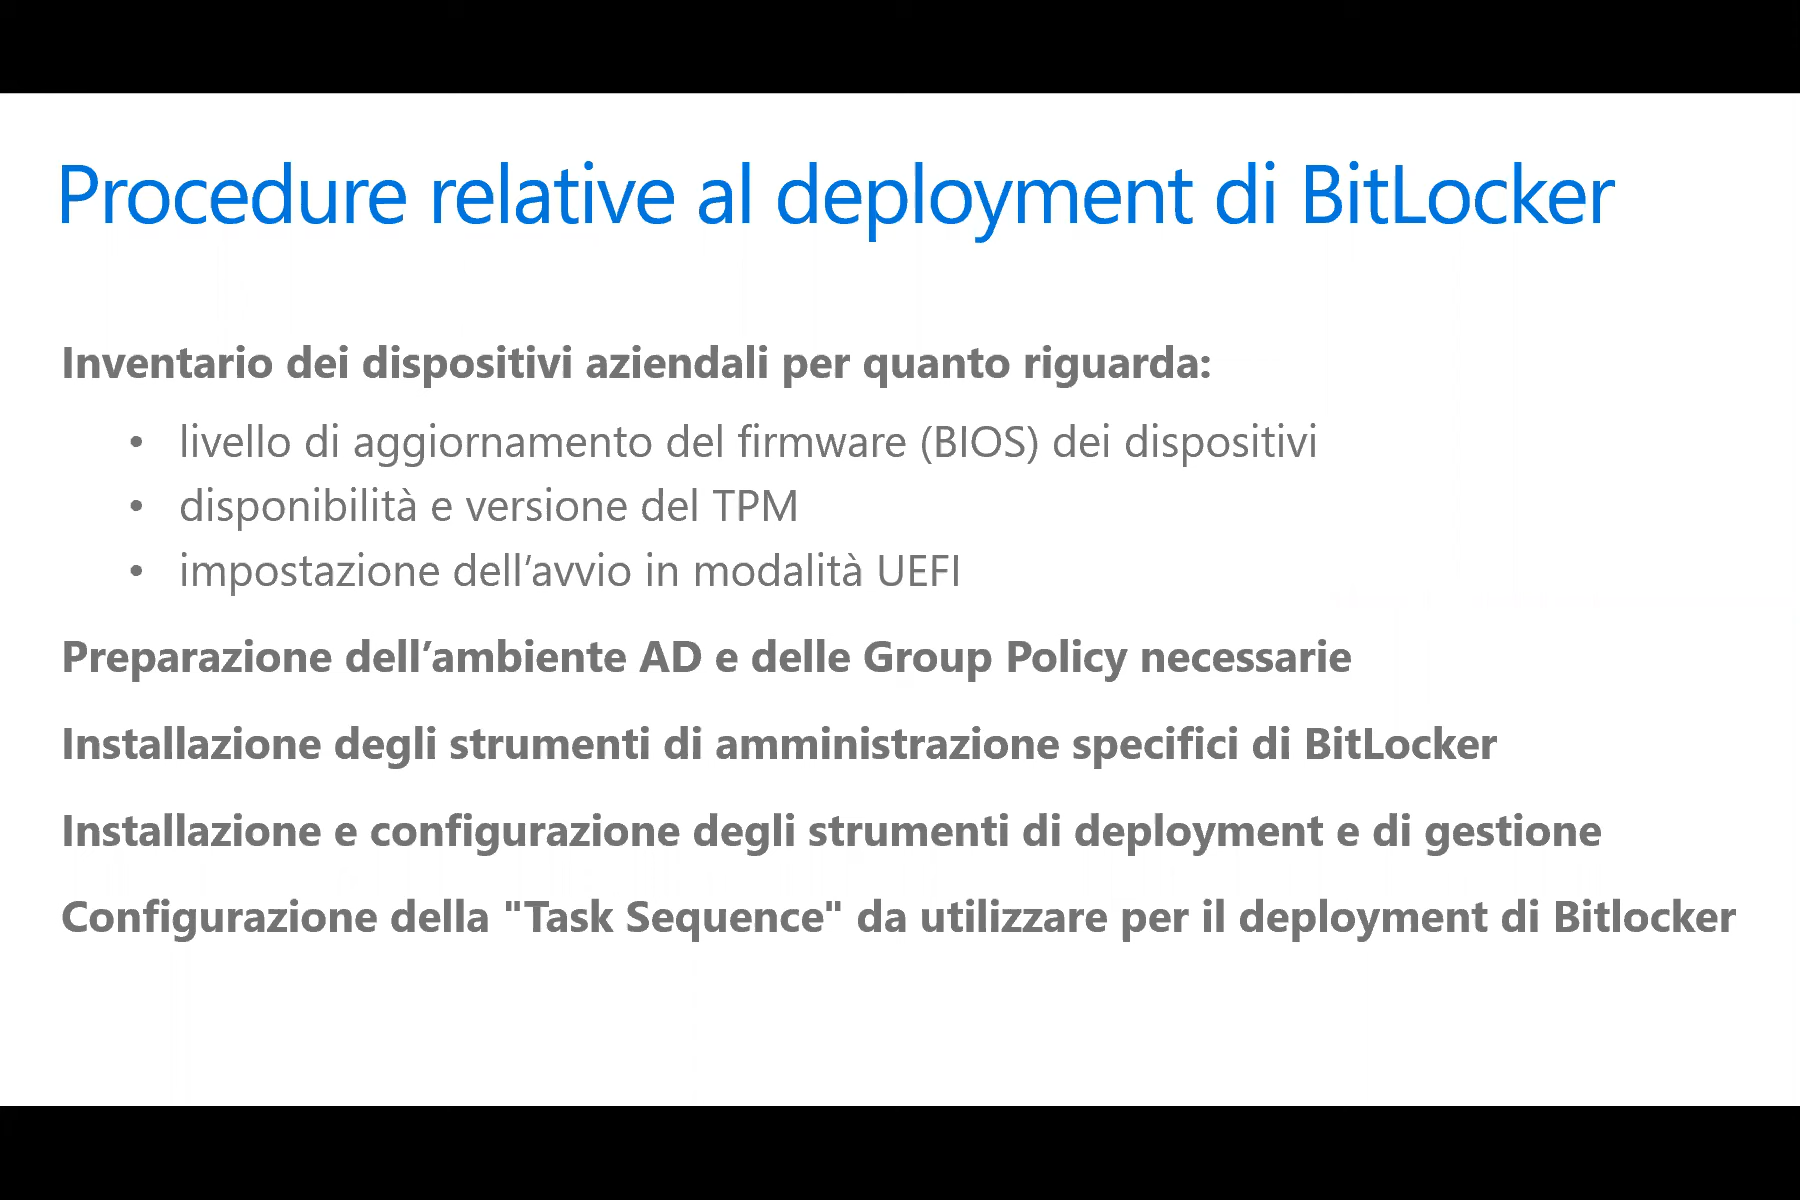 Procedure relative al deployment di BitLocker
Inventario dei dispositivi aziendali per quanto riguarda:
• livello di aggiornamento del firmware (BIOS) dei dispositivi
• disponibilità e versione del TPM
• impostazione dell’avvio in modalità UEFI
Preparazione dell’ambiente AD e delle Group Policy necessarie
Installazione degli strumenti di amministrazione specifici di BitLocker
Installazione e configurazione degli strumenti di deployment e di gestione
Configurazione della "Task Sequence" da utilizzare per il deployment di Bitlocker